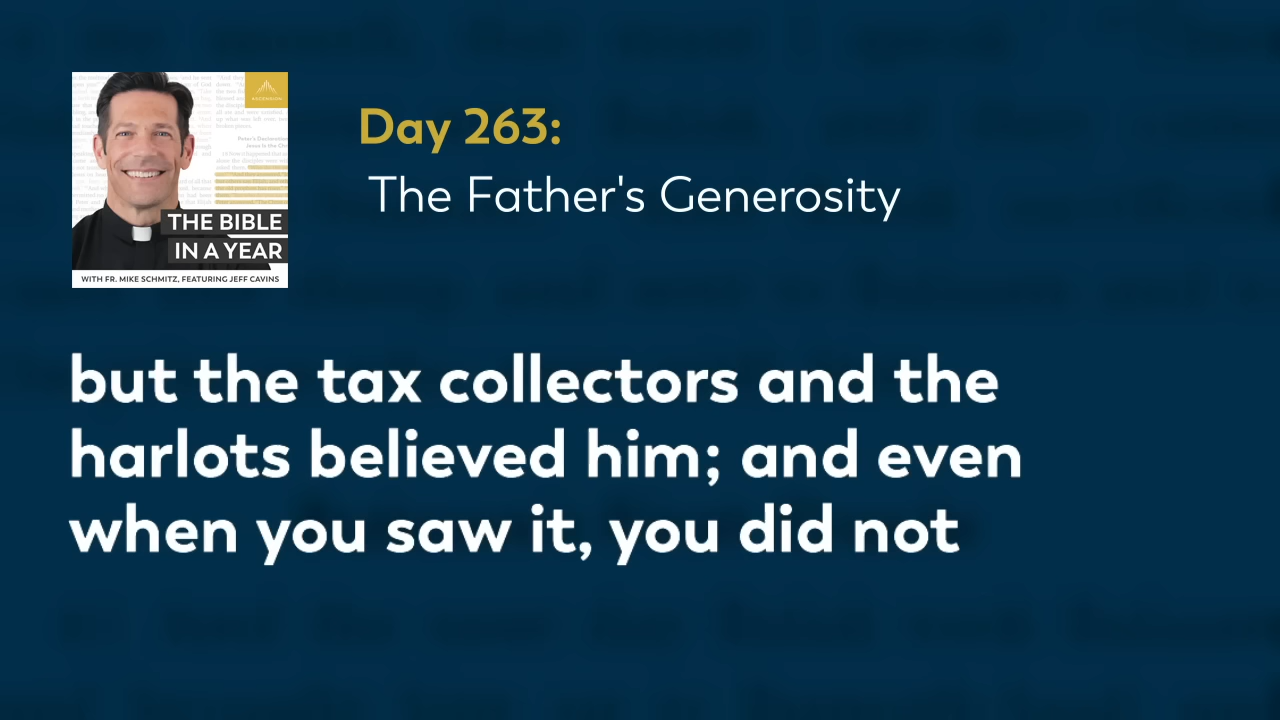 ASCENSION
THE BIBLE
IN A YEAR
WITH FR. MIKE SCHMITZ, FEATURING JEFF CAVINS
Day 263:
The Father's Generosity
but the tax collectors and the
harlots believed him; and even
when you saw it, you did not